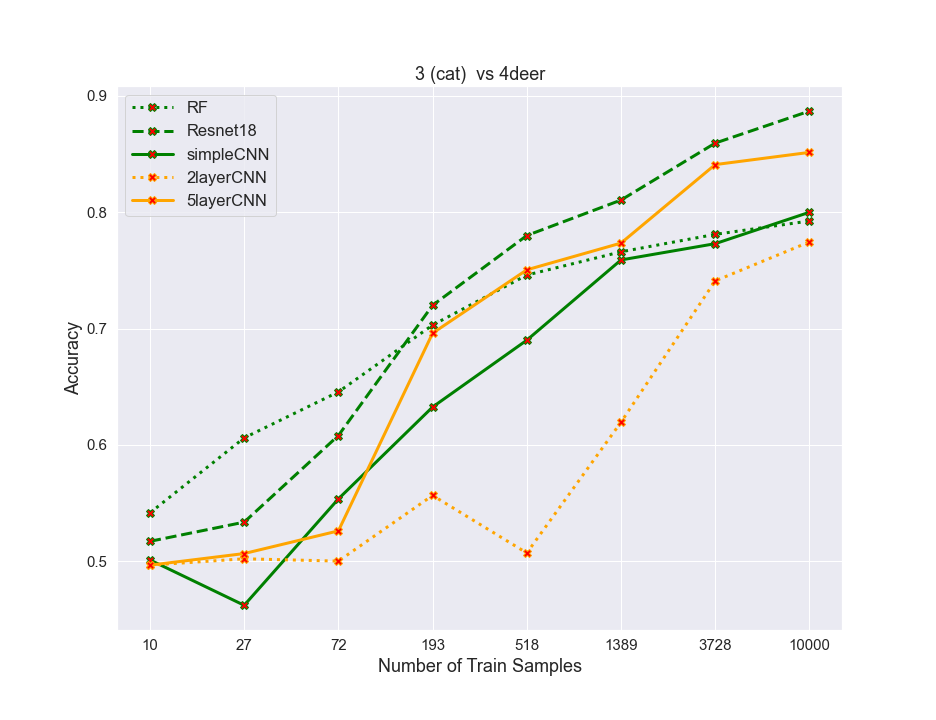 3 (cat)  vs 4deer
0.9
0.8
0.7
0.6
0.5
Accuracy
RF
Resnet18
simpleCNN
2layerCNN
5layerCNN
10 27 72 193 518 1389 3728 10000
Number of Train Samples